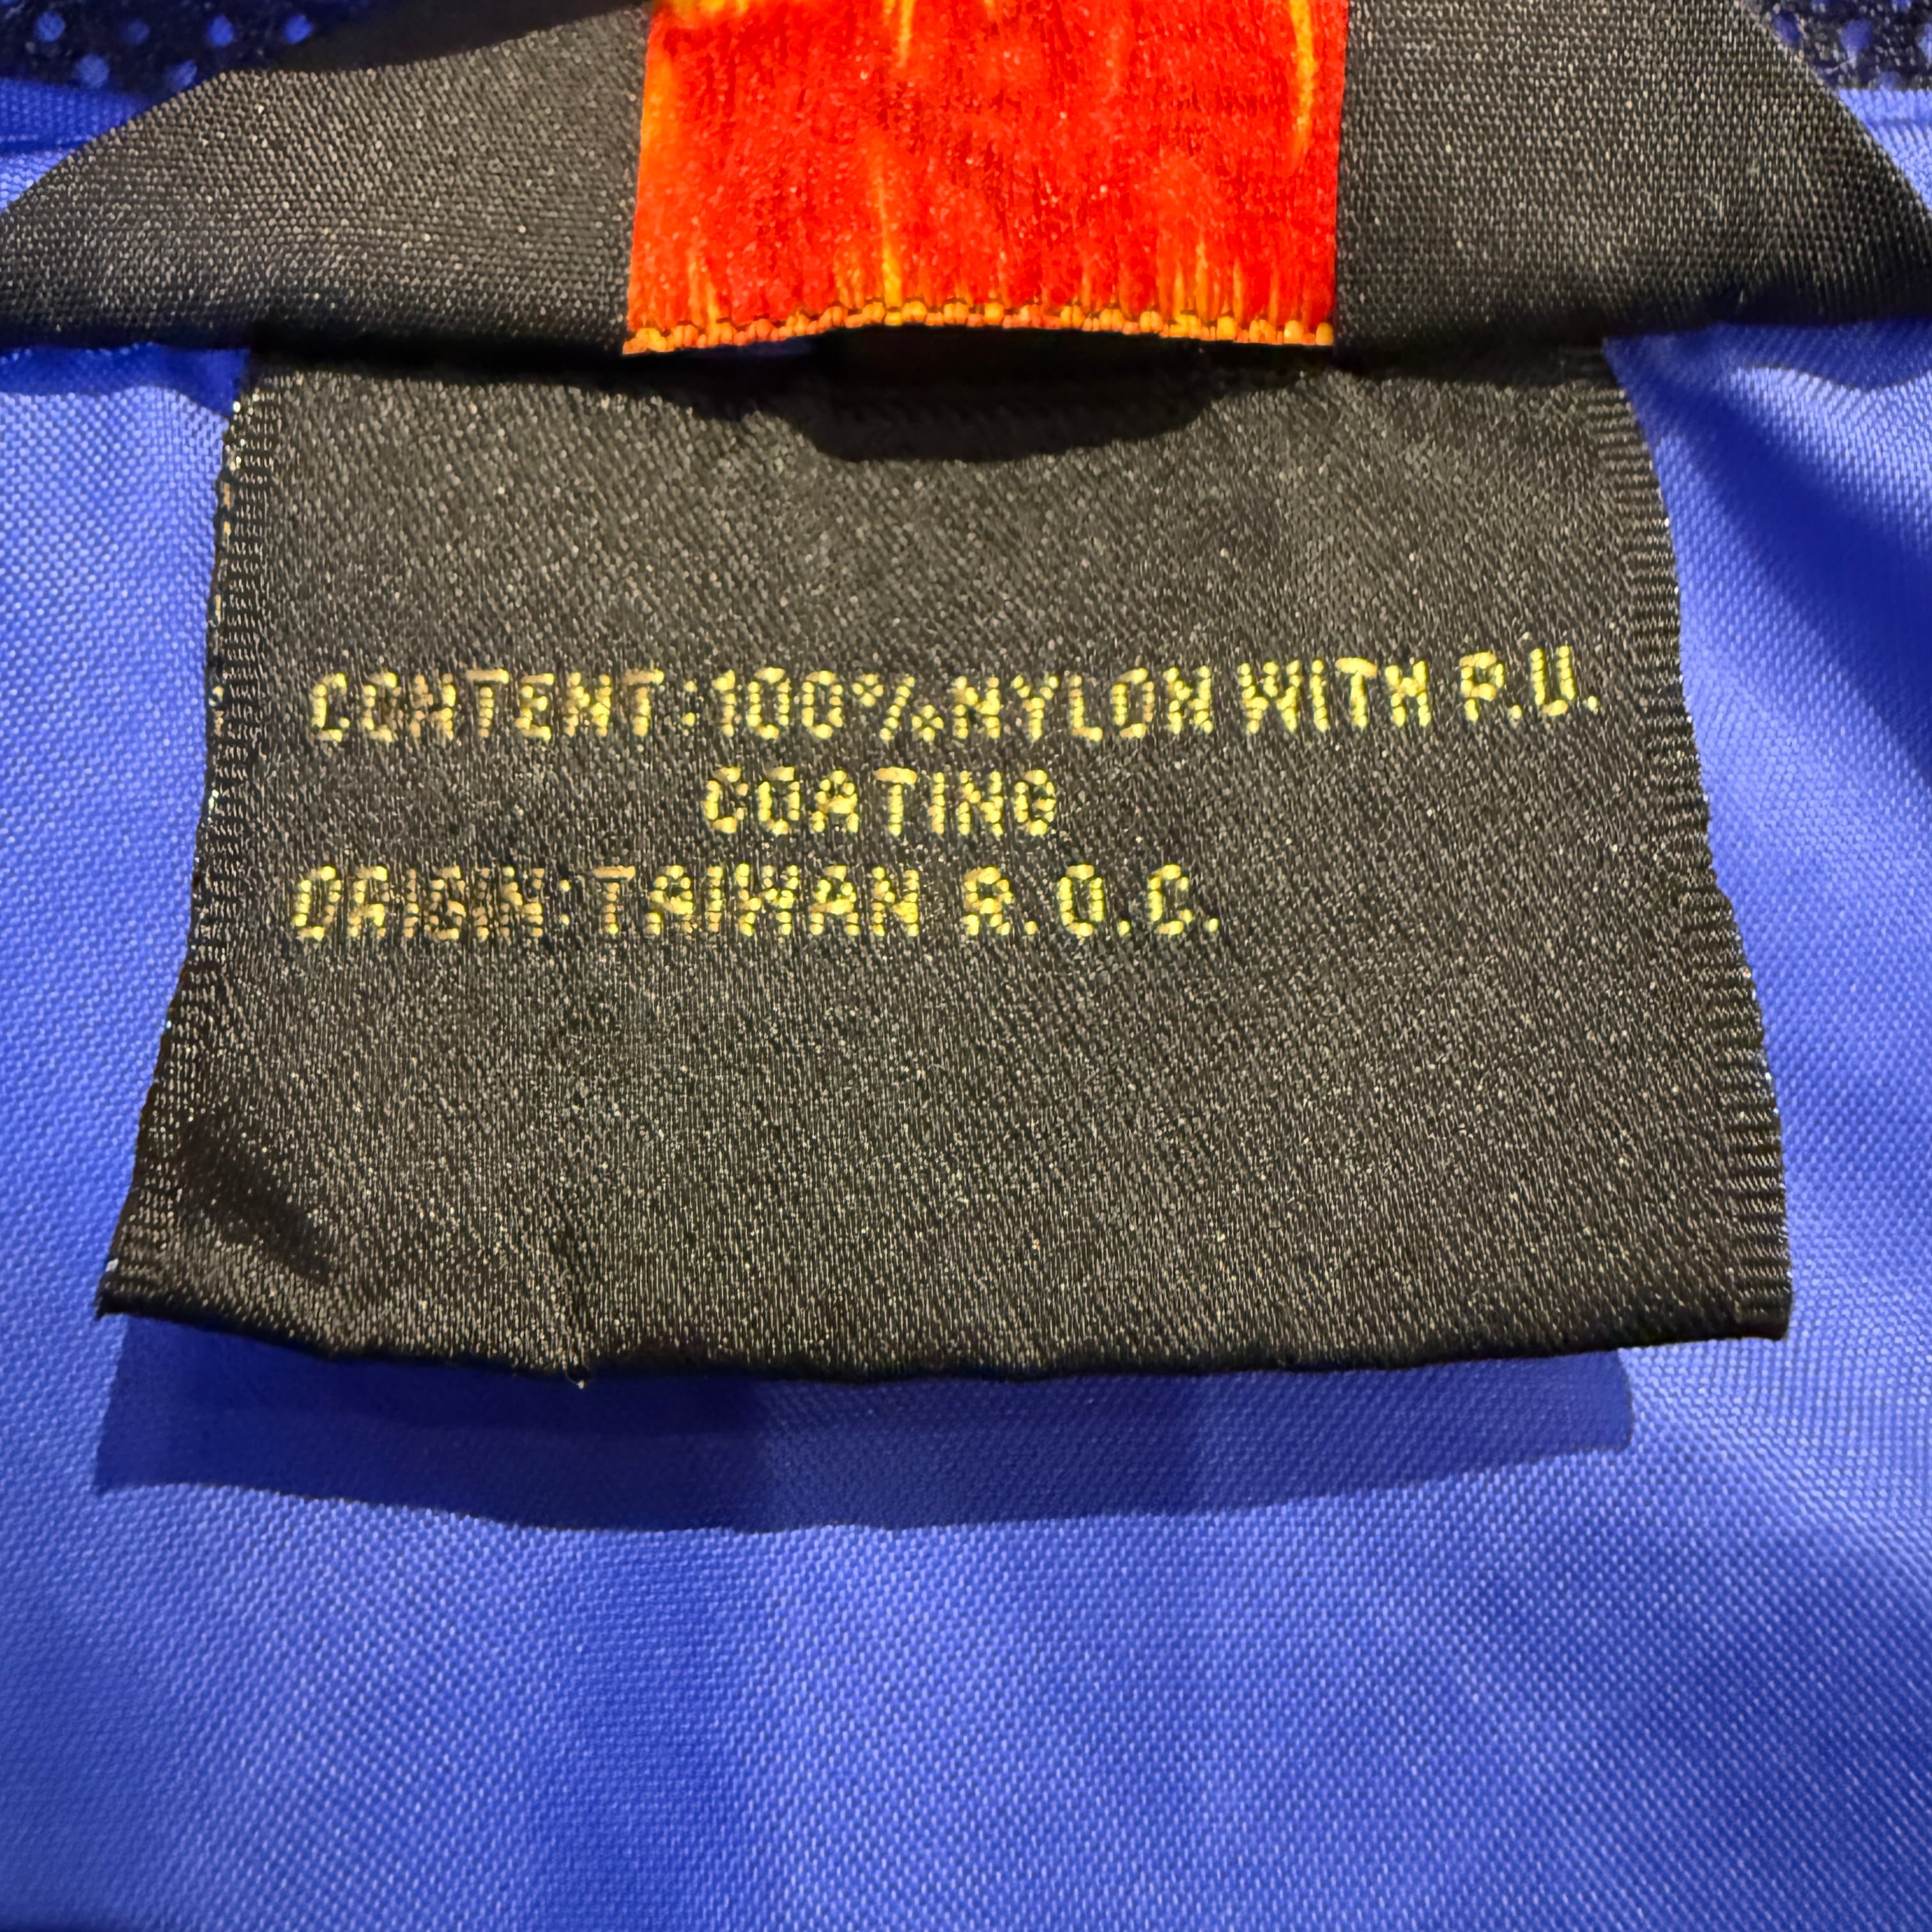 CONTENT:100%NYLON WITH P.U.
COATING
ORIGIN:TAIWAN R.O.C.